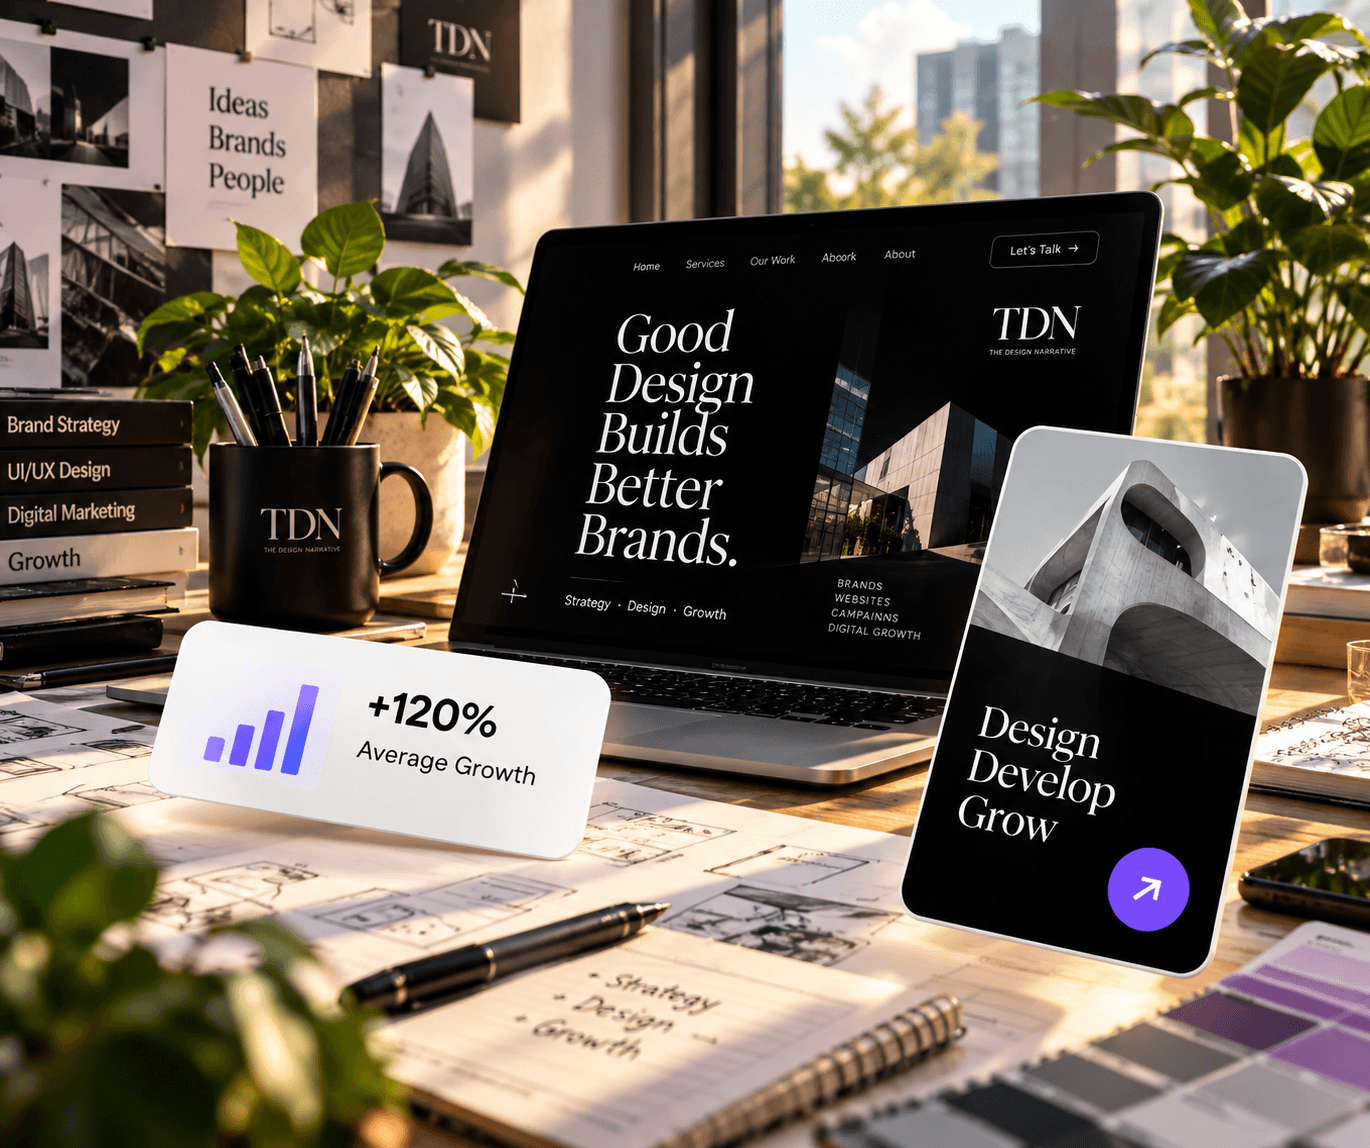 TDN
Ideas
Brands
People
Brand Strategy
UI/UX Design
Digital Marketing
Growth
TDN
THE DESIGN NARRATIVE
Home Services Our Work Aboork About
Let's Talk →
TDN
THE DESIGN NARRATIVE
Good
Design
Builds
Better
Brands.
Strategy · Design · Growth
BRANDS
WEBSITES
CAMPAINNS
DIGITAL GROWTH
+120%
Average Growth
Design
Develop
Grow
• Strategy
• Design
• Growth